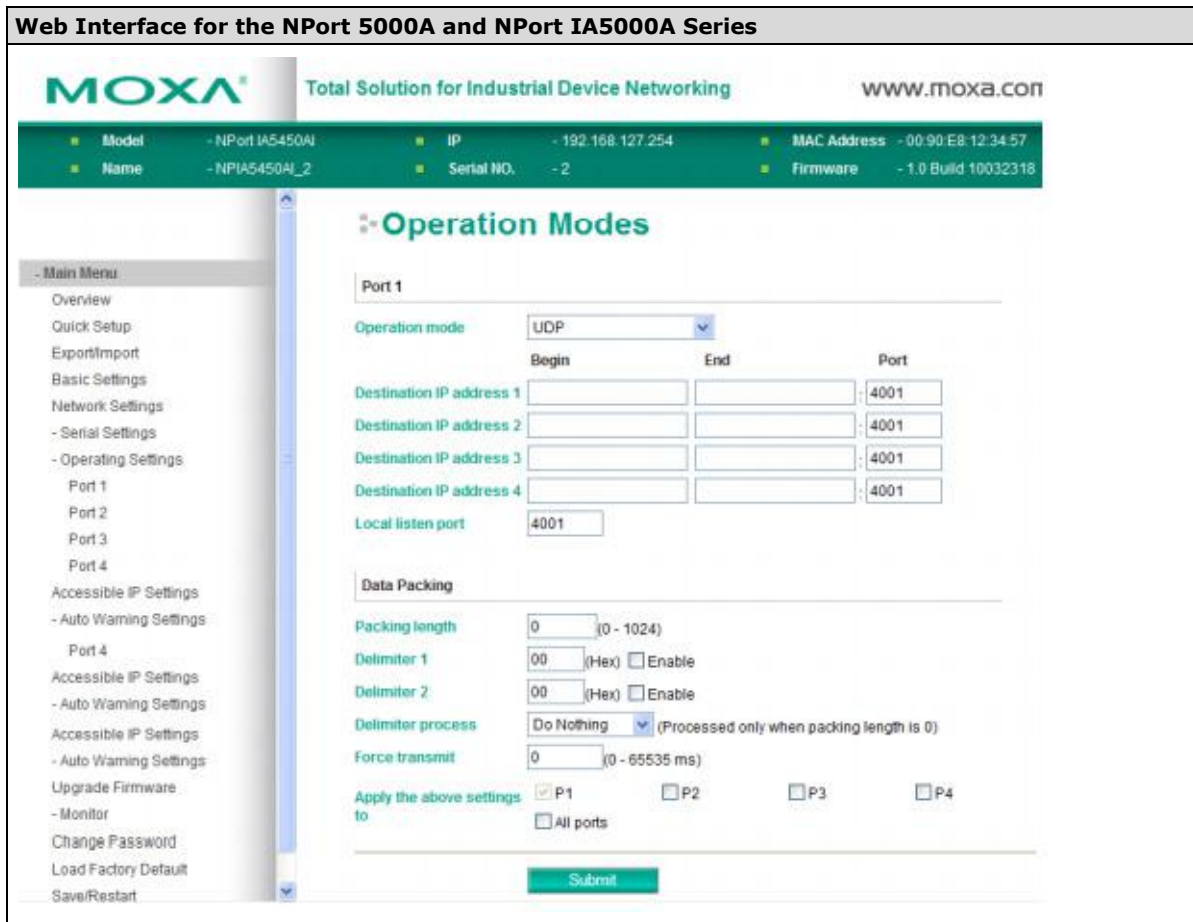 Web Interface for the NPort 5000A and NPort IA5000A Series
MOXA® Total Solution for Industrial Device Networking www.moxa.com
Model - NPort IA5450AI IP - 192.168.127.254 MAC Address - 00:90:E8:12:34:57
Name - NPIA5450AI_2 Serial NO. - 2 Firmware - 1.0 Build 10032318
- Main Menu
Overview
Quick Setup
Export/Import
Basic Settings
Network Settings
- Serial Settings
- Operating Settings
Port 1
Port 2
Port 3
Port 4
Accessible IP Settings
- Auto Warning Settings
Port 4
Accessible IP Settings
- Auto Warning Settings
Accessible IP Settings
- Auto Warning Settings
Upgrade Firmware
- Monitor
Change Password
Load Factory Default
Save/Restart
Operation Modes
Port 1
Operation mode UDP
Begin End Port
Destination IP address 1 : 4001
Destination IP address 2 : 4001
Destination IP address 3 : 4001
Destination IP address 4 : 4001
Local listen port 4001
Data Packing
Packing length 0 (0 - 1024)
Delimiter 1 00 (Hex) Enable
Delimiter 2 00 (Hex) Enable
Delimiter process Do Nothing (Processed only when packing length is 0)
Force transmit 0 (0 - 65535 ms)
Apply the above settings to P1 P2 P3 P4
All ports
Submit